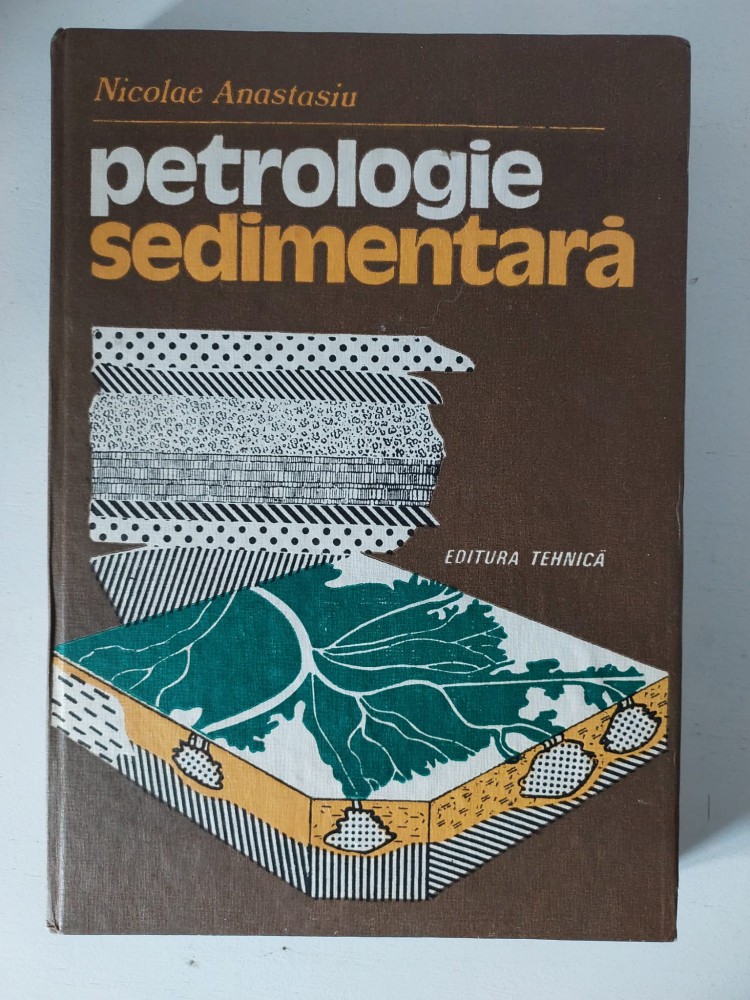 Nicolae Anastasiu
petrologie
sedimentară
EDITURA TEHNICĂ